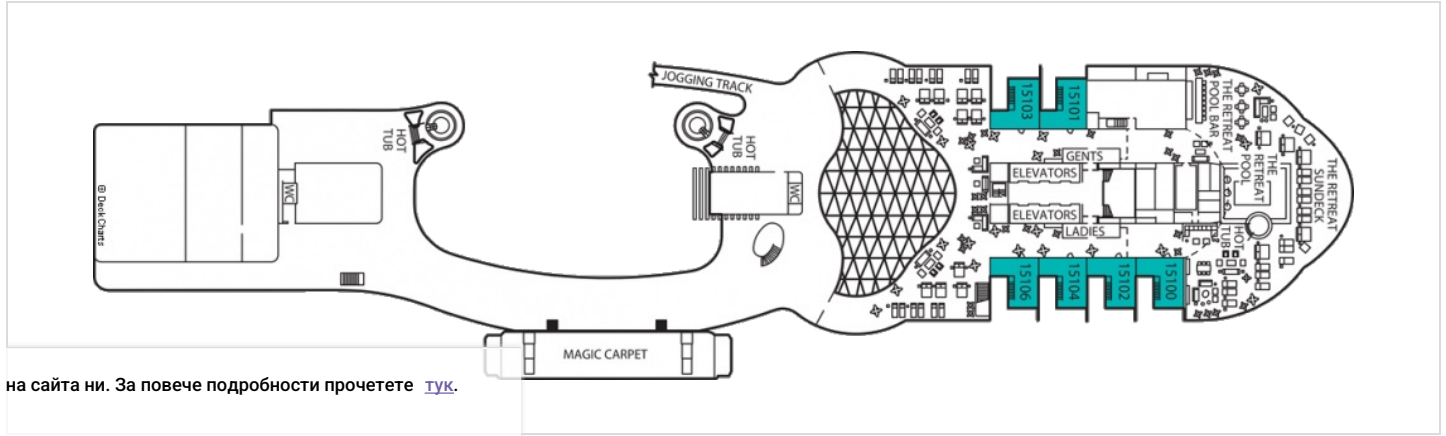 JOGGING TRACK
HOT
TUB
HOT
TUB
WC
WC
© DeckCharts
MAGIC CARPET
15103
15101
GENTS
ELEVATORS
ELEVATORS
LADIES
15106
15104
15102
15100
THE RETREAT
POOL BAR
THE
RETREAT
POOL
THE RETREAT
SUNDECK
HOT
TUB
на сайта ни. За повече подробности прочетете тук.